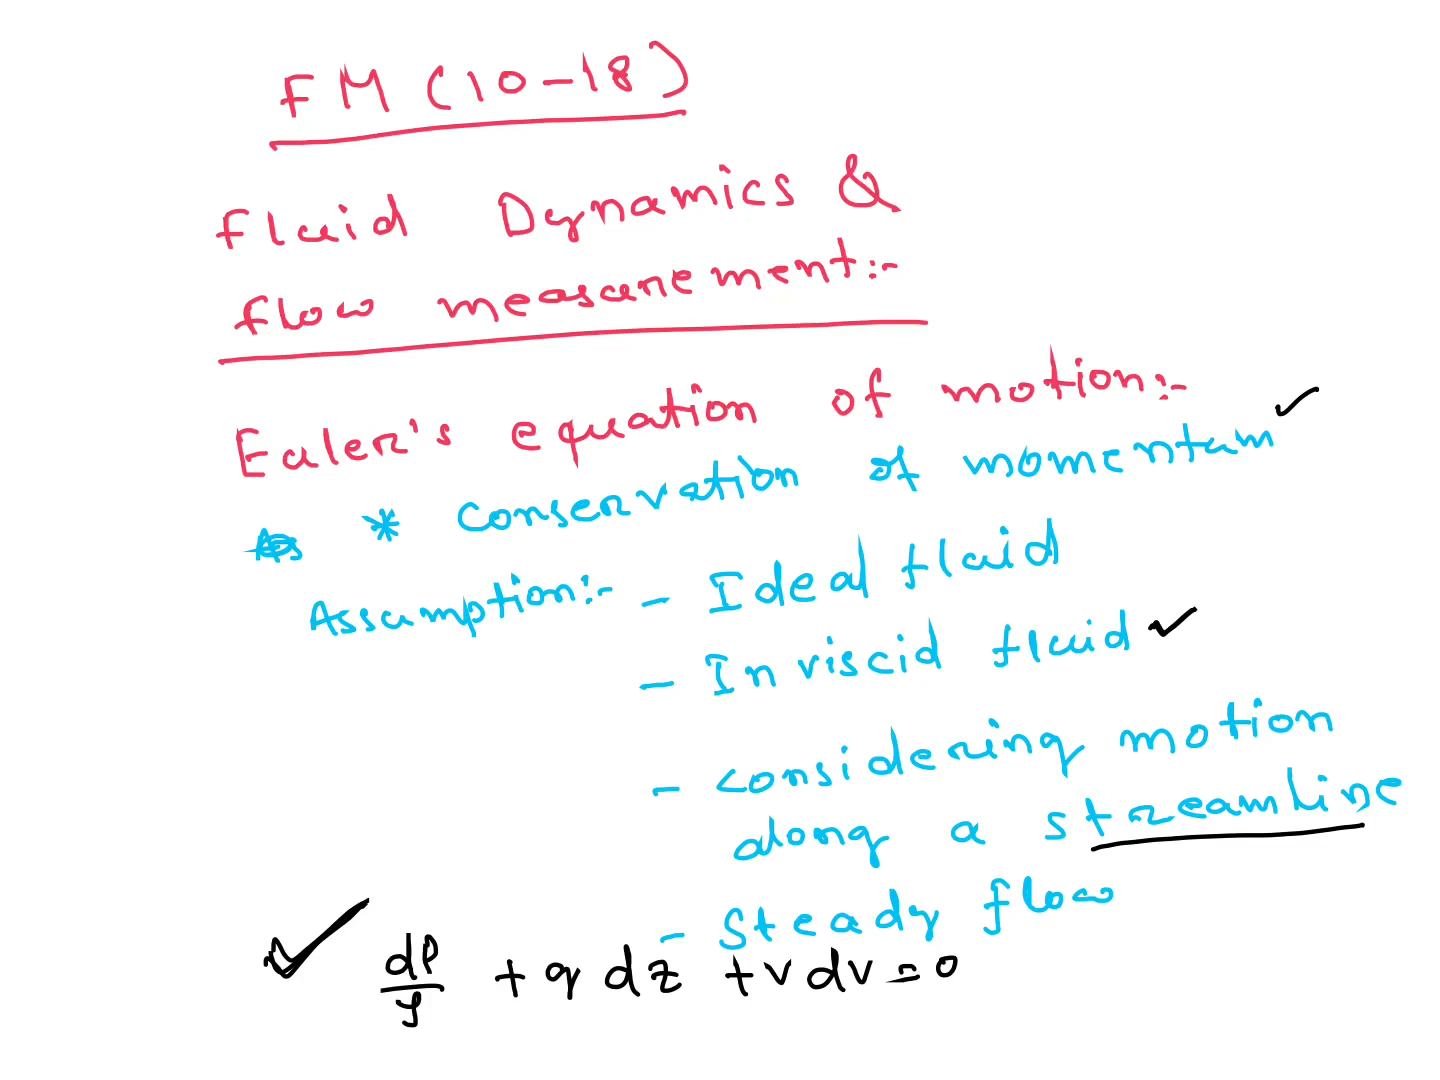 FM (10-18)
Fluid Dynamics &
flow measurement:-
Euler's equation of motion:-
* Conservation of momentum ✓
Assumption:- - Ideal fluid
- Inviscid fluid ✓
- Considering motion
along a streamline
- Steady flow
✓ dP/ρ + g dz + v dv = 0